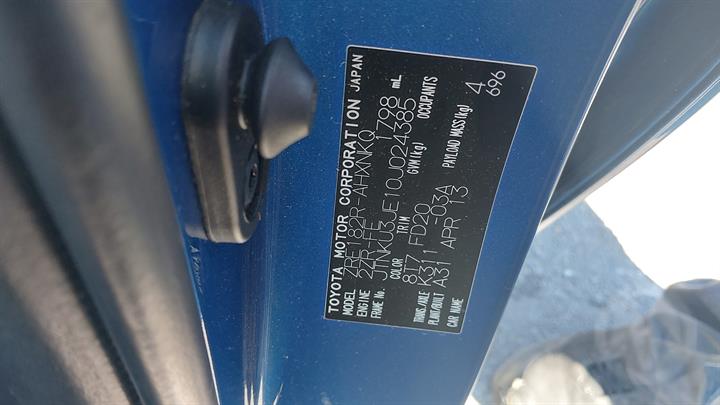 TOYOTA MOTOR CORPORATION JAPAN
MODEL ZRE182R-AHXNKQ
ENGINE 2ZR-FE 1798 mL
FRAME No. JTNKU3JE10J024385
COLOR TRIM GVM(kg) OCCUPANTS
8T7 FD20 4
TRANS/AXLE K311 -03A PAYLOAD MASS(kg) 696
PLANT/BUILT A31 APR 13
CAR NAME